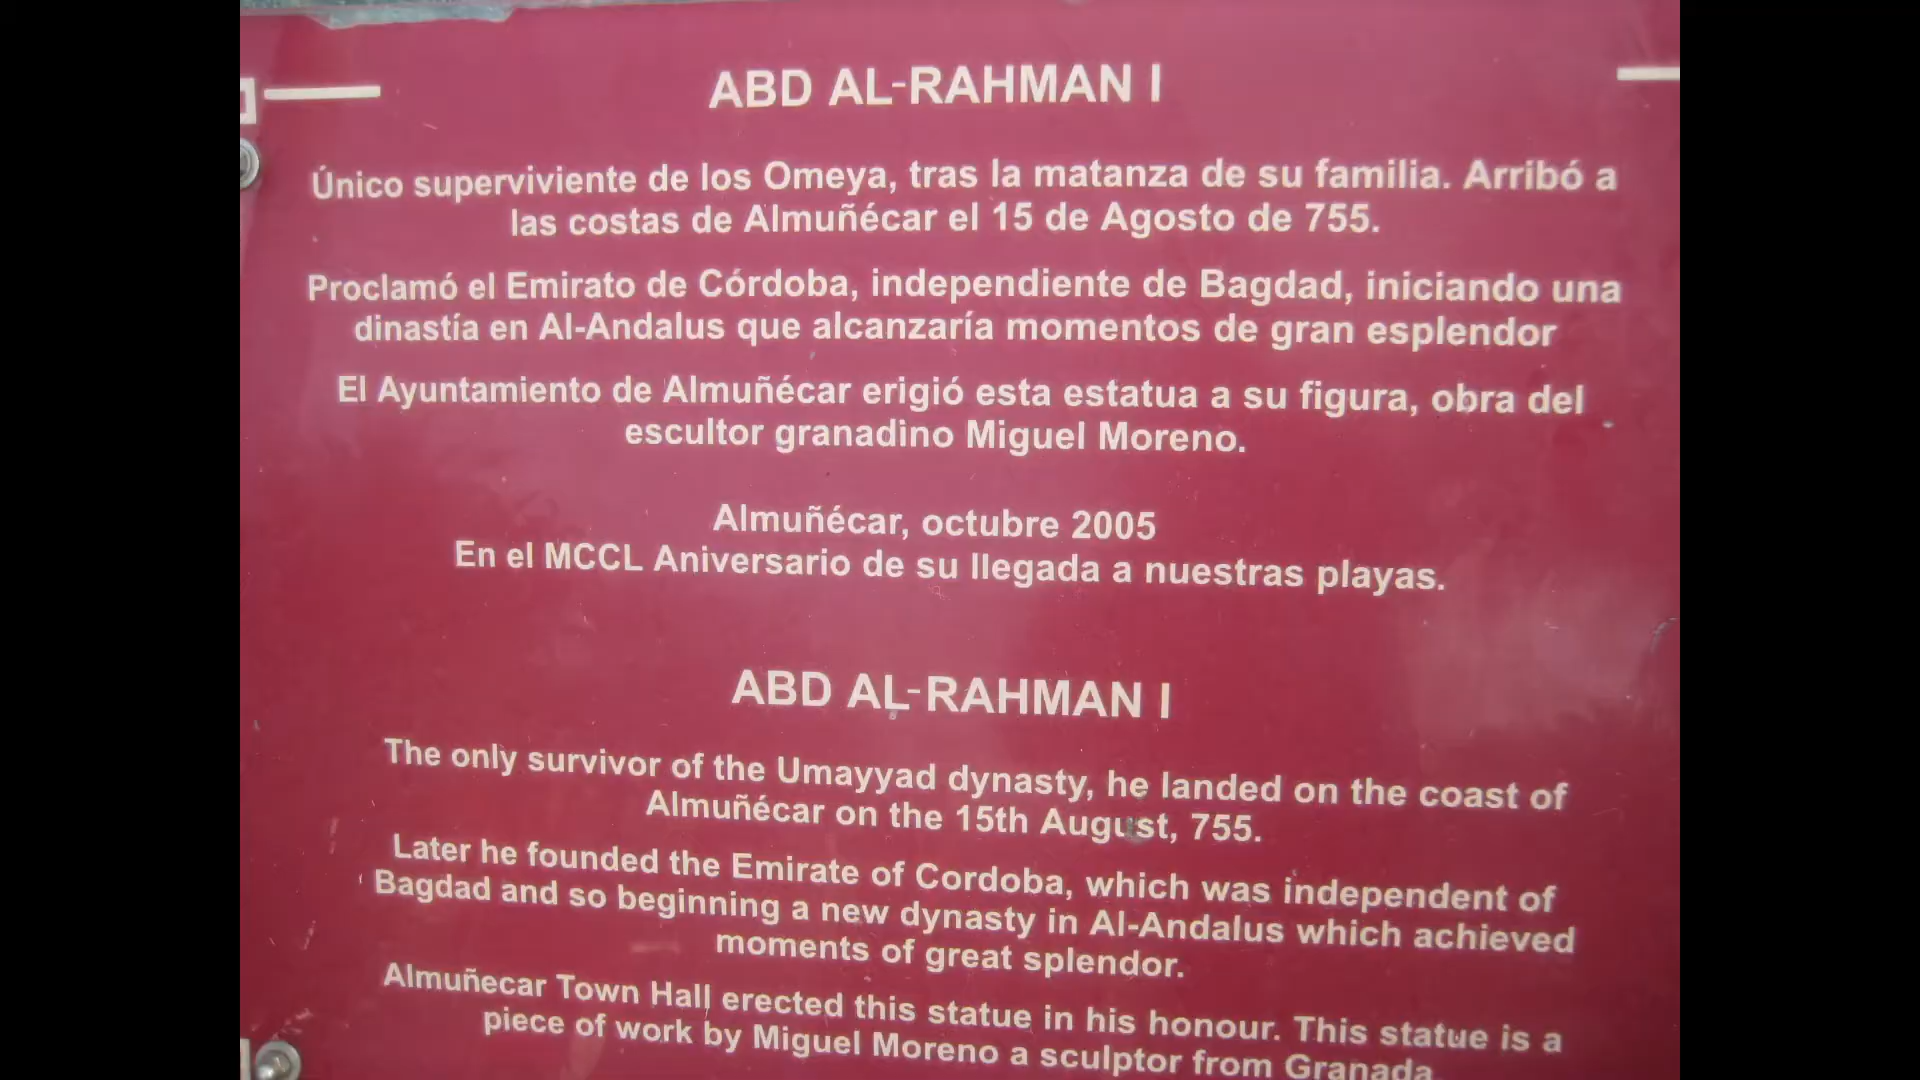 ABD AL-RAHMAN I
Único superviviente de los Omeya, tras la matanza de su familia. Arribó a
las costas de Almuñécar el 15 de Agosto de 755.
Proclamó el Emirato de Córdoba, independiente de Bagdad, iniciando una
dinastía en Al-Andalus que alcanzaría momentos de gran esplendor
El Ayuntamiento de Almuñécar erigió esta estatua a su figura, obra del
escultor granadino Miguel Moreno.
Almuñécar, octubre 2005
En el MCCL Aniversario de su llegada a nuestras playas.
ABD AL-RAHMAN I
The only survivor of the Umayyad dynasty, he landed on the coast of
Almuñécar on the 15th August, 755.
Later he founded the Emirate of Cordoba, which was independent of
Bagdad and so beginning a new dynasty in Al-Andalus which achieved
moments of great splendor.
Almuñecar Town Hall erected this statue in his honour. This statue is a
piece of work by Miguel Moreno a sculptor from Granada.